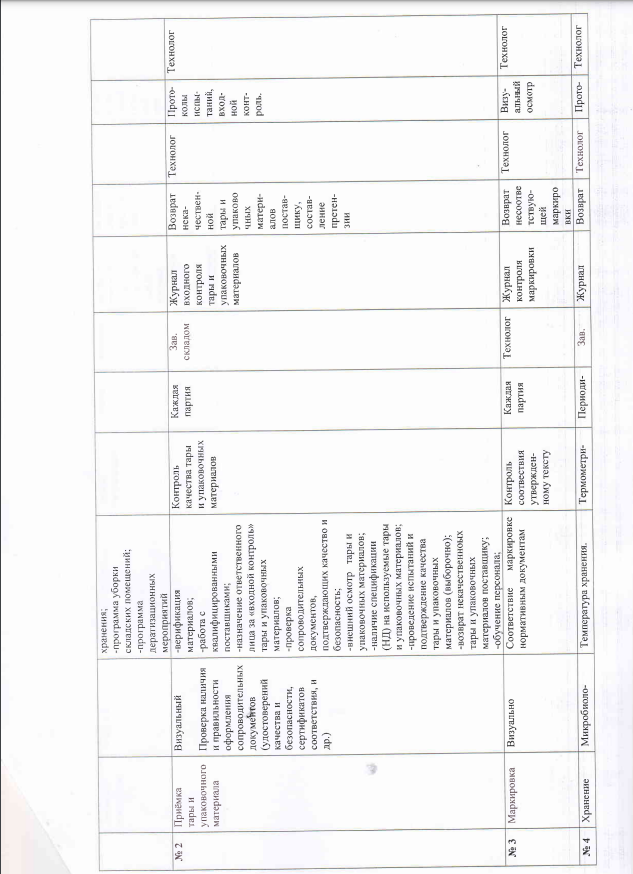 хранения;
-программа уборки
складских помещений;
-программа
дератизационных
мероприятий
№ 2
Приёмка
тары и
упаковочного
материала
Визуальный
Проверка наличия
и правильности
оформления
сопроводительных
документов
(удостоверений
качества и
безопасности,
сертификатов
соответствия, и
др.)
-верификация
материалов;
-работа с
квалифицированными
поставщиками;
-назначение ответственного
лица за «входной контроль»
тары и упаковочных
материалов;
-проверка
сопроводительных
документов,
подтверждающих качество и
безопасность;
-внешний осмотр тары и
упаковочных материалов;
-наличие спецификации
(НД) на используемые тары
и упаковочных материалов;
-проведение испытаний и
подтверждение качества
тары и упаковочных
материалов (выборочно);
-возврат некачественноых
тары и упаковочных
материалов поставщику;
-обучение персонала;
Контроль
качества тары
и упаковочных
материалов
Каждая
партия
Зав.
складом
Журнал
входного
контроля
тары и
упаковочных
материалов
Возврат
нека-
чествен-
ной
тары и
упаково
чных
матери-
алов
постав-
щику,
состав-
ление
претен-
зии
Технолог
Прото-
колы
испы-
таний,
вход-
ной
конт-
роль.
Технолог
№ 3
Маркировка
Визуально
Соответствие маркировке
нормативным документам
Контроль
соотвествия
утвержден-
ному тексту
Каждая
партия
Технолог
Журнал
контроля
маркировки
Возврат
несоотве
тствую-
щей
маркиро
вки
Технолог
Визу-
альный
осмотр
Технолог
№ 4
Хранение
Микробиоло-
Температура хранения.
Термометри-
Периоди-
Зав.
Журнал
Возврат
Технолог
Прото-
Технолог